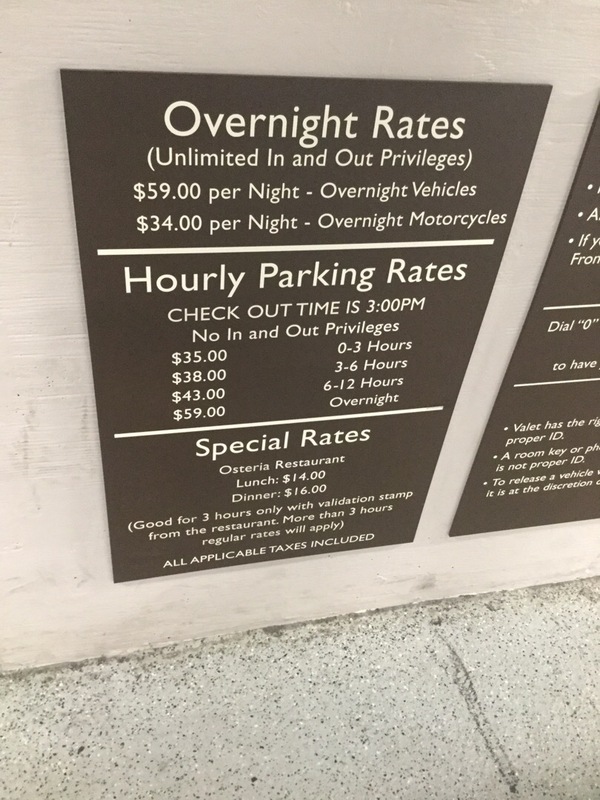 Overnight Rates
(Unlimited In and Out Privileges)
$59.00 per Night - Overnight Vehicles
$34.00 per Night - Overnight Motorcycles
Hourly Parking Rates
CHECK OUT TIME IS 3:00PM
No In and Out Privileges
$35.00 0-3 Hours
$38.00 3-6 Hours
$43.00 6-12 Hours
$59.00 Overnight
Special Rates
Osteria Restaurant
Lunch: $14.00
Dinner: $16.00
(Good for 3 hours only with validation stamp
from the restaurant. More than 3 hours
regular rates will apply)
ALL APPLICABLE TAXES INCLUDED
• If
Dial "0"
to have
• Valet has the
proper ID.
• A room key or
is not proper ID.
• To release a vehicle
it is at the discretion